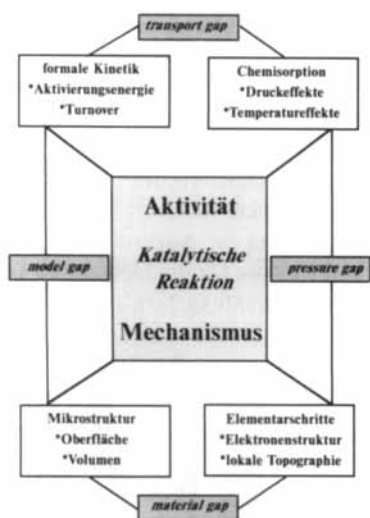 transport gap
formale Kinetik
*Aktivierungsenergie
*Turnover
Chemisorption
*Druckeffekte
*Temperatureffekte
Aktivität
Katalytische
Reaktion
Mechanismus
model gap
pressure gap
Mikrostruktur
*Oberfläche
*Volumen
Elementarschritte
*Elektronenstruktur
*lokale Topographie
material gap